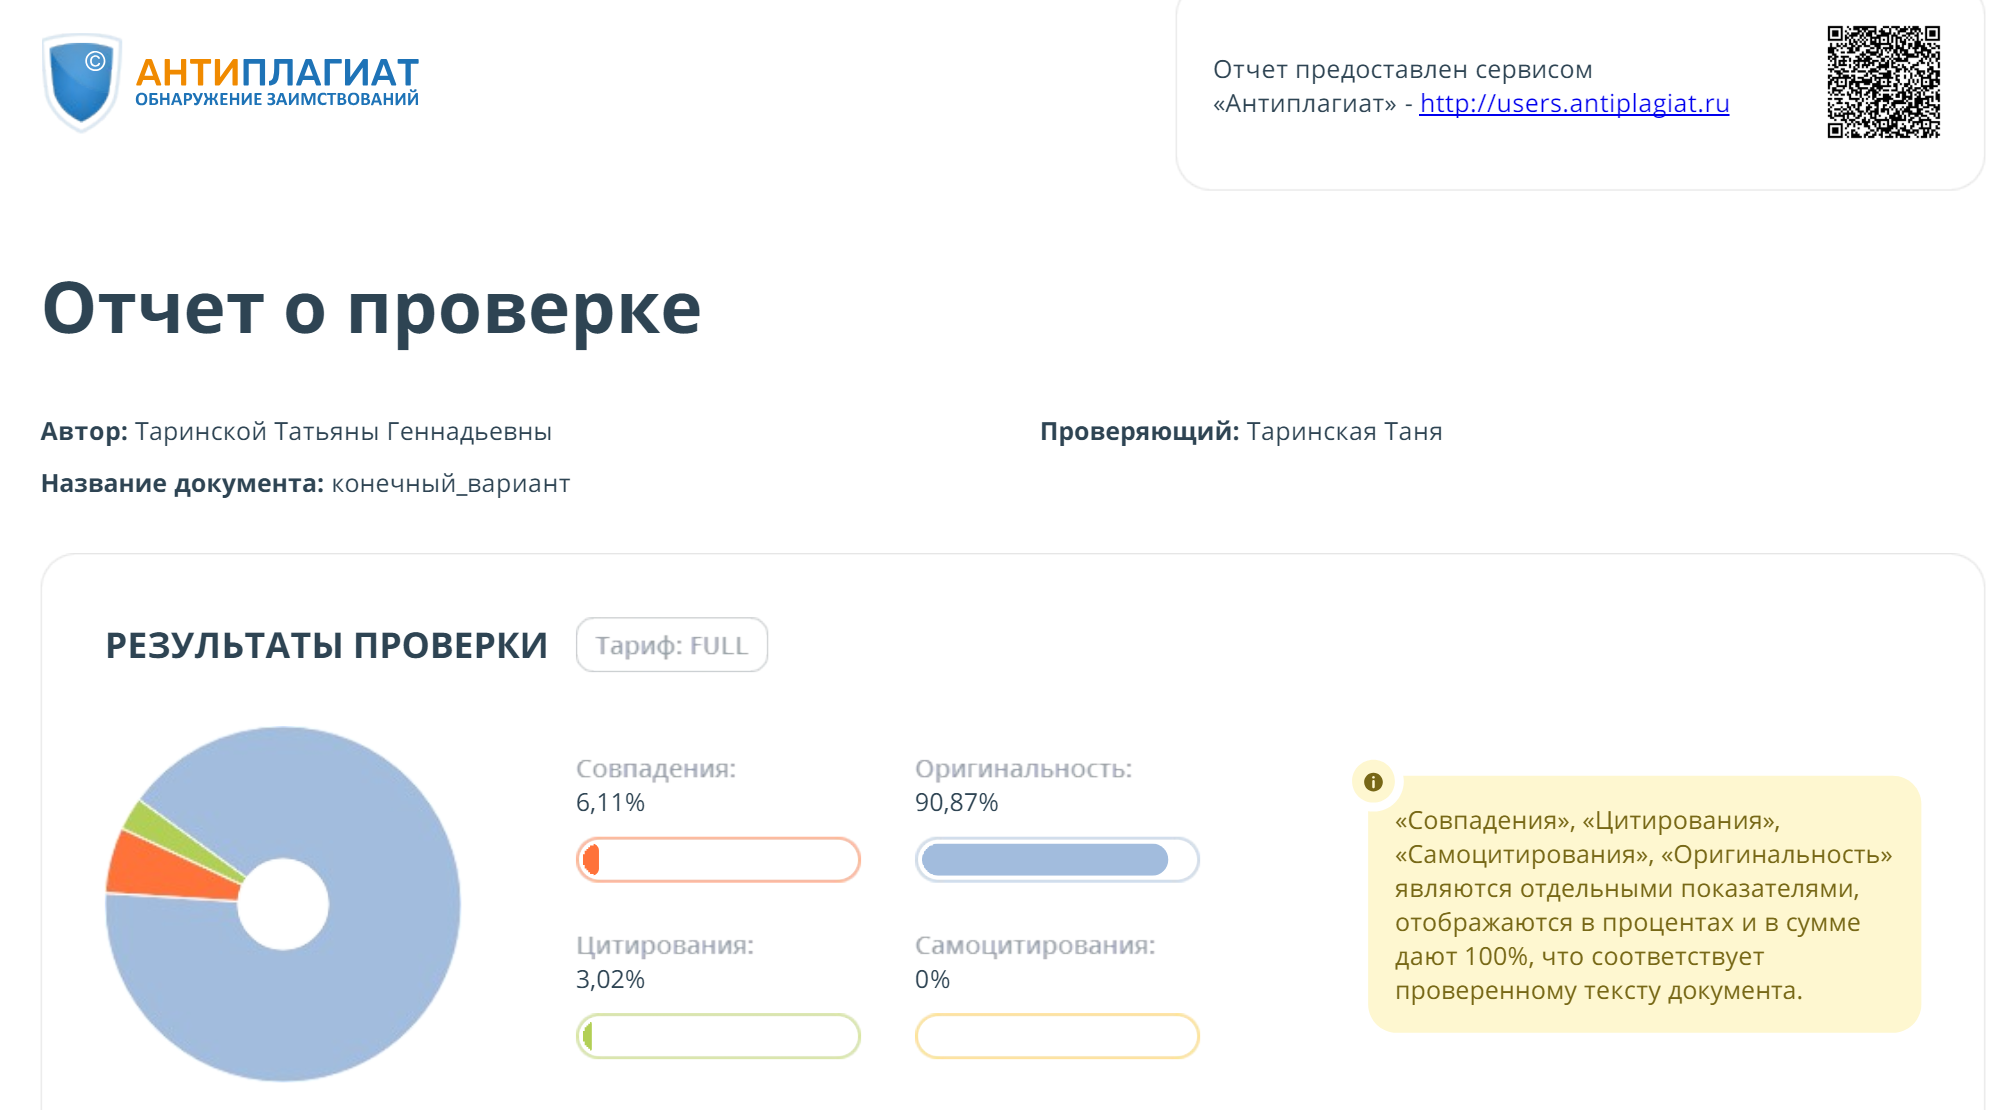 ©
АНТИПЛАГИАТ
ОБНАРУЖЕНИЕ ЗАИМСТВОВАНИЙ
Отчет предоставлен сервисом
«Антиплагиат» - http://users.antiplagiat.ru
Отчет о проверке
Автор: Таринской Татьяны Геннадьевны
Проверяющий: Таринская Таня
Название документа: конечный_вариант
РЕЗУЛЬТАТЫ ПРОВЕРКИ
Тариф: FULL
Совпадения:
6,11%
Оригинальность:
90,87%
Цитирования:
3,02%
Самоцитирования:
0%
«Совпадения», «Цитирования»,
«Самоцитирования», «Оригинальность»
являются отдельными показателями,
отображаются в процентах и в сумме
дают 100%, что соответствует
проверенному тексту документа.